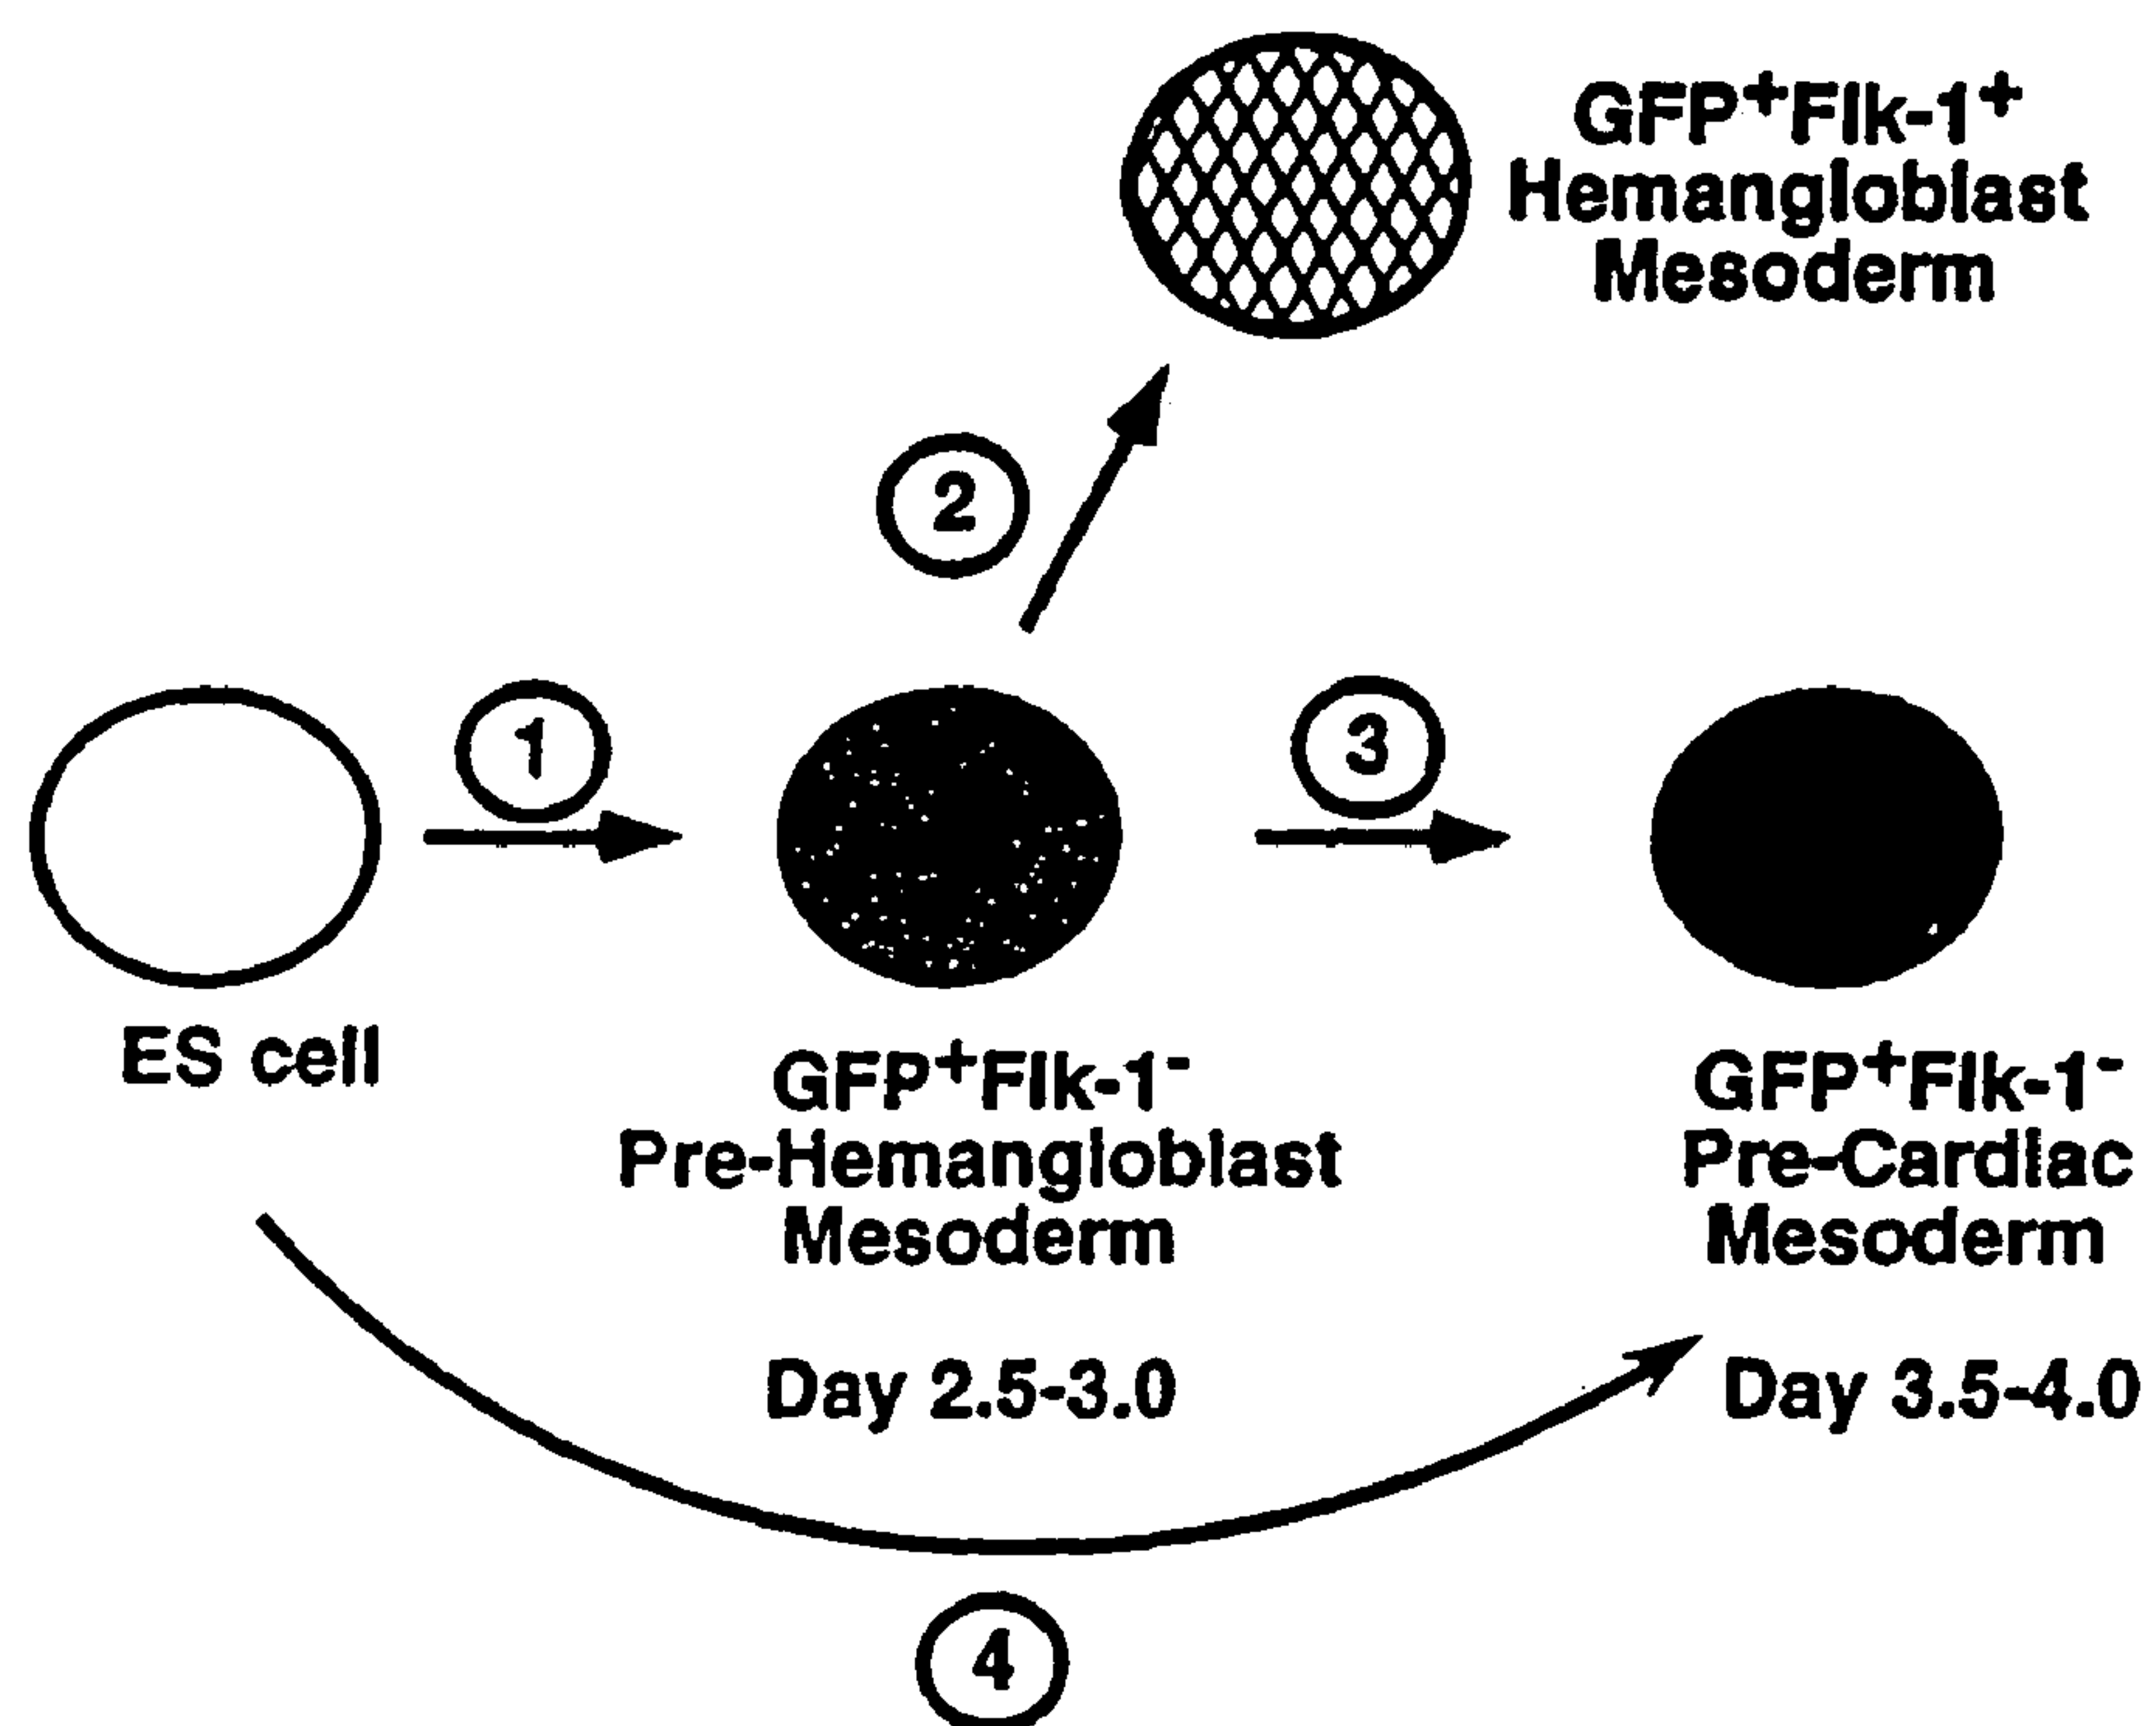 GFP⁺Flk-1⁺
Hemangioblast
Mesoderm
2
1
3
ES cell
GFP⁺Flk-1⁻
Pre-Hemangioblast
Mesoderm
Day 2.5-3.0
GFP⁺Flk-1⁻
Pre-Cardiac
Mesoderm
Day 3.5-4.0
4